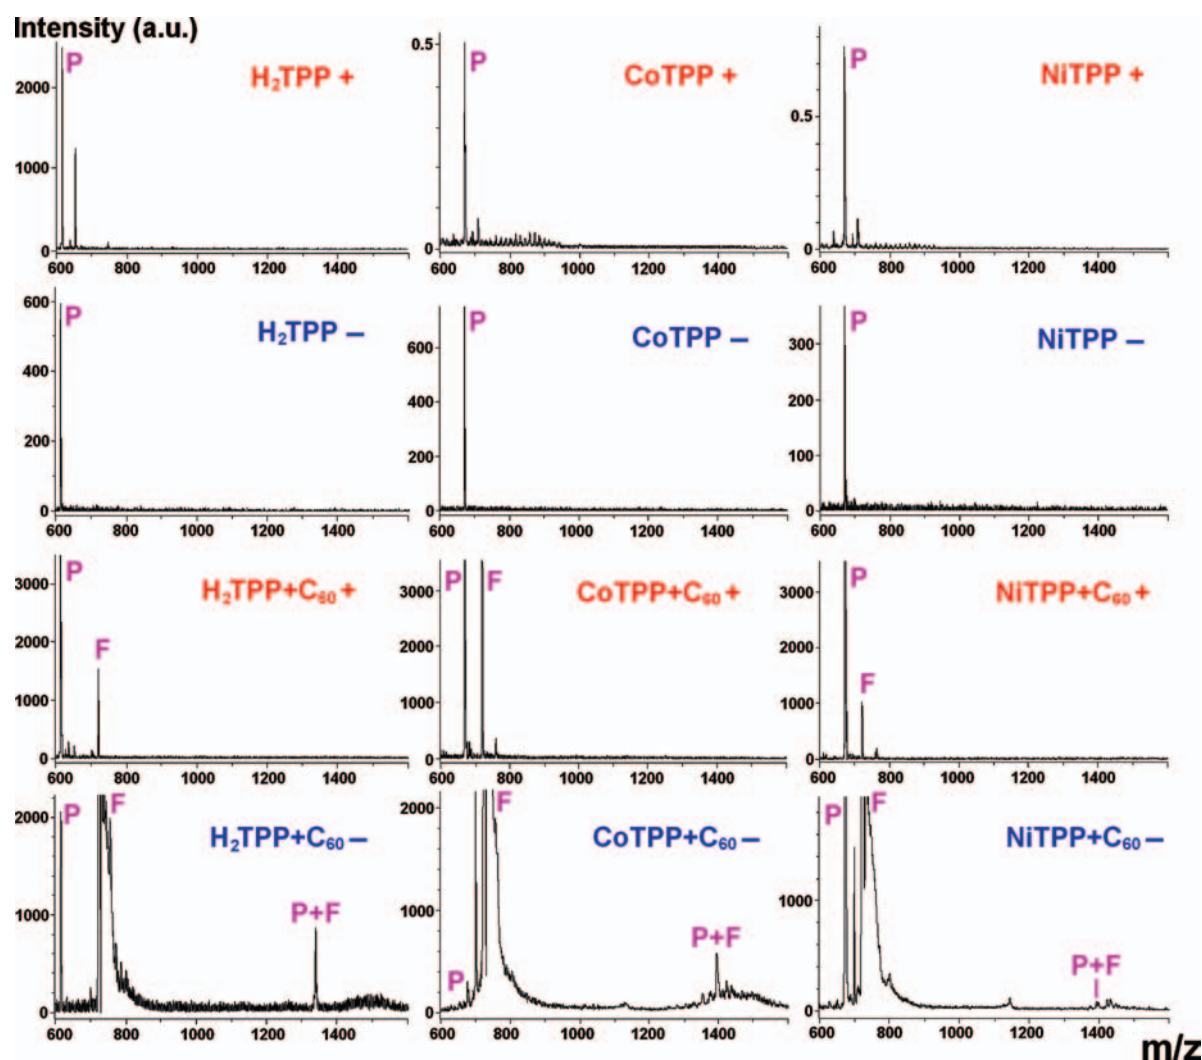 Intensity (a.u.)
P H₂TPP +
2000
1000
0
600 800 1000 1200 1400
P CoTPP +
0.5
0
600 800 1000 1200 1400
P NiTPP +
0.5
0
600 800 1000 1200 1400
P H₂TPP –
600
400
200
0
600 800 1000 1200 1400
P CoTPP –
600
400
200
0
600 800 1000 1200 1400
P NiTPP –
300
200
100
0
600 800 1000 1200 1400
P F H₂TPP+C₆₀ +
3000
2000
1000
0
600 800 1000 1200 1400
P F CoTPP+C₆₀ +
3000
2000
1000
0
600 800 1000 1200 1400
P F NiTPP+C₆₀ +
3000
2000
1000
0
600 800 1000 1200 1400
P F H₂TPP+C₆₀ –
2000
P+F
1000
0
600 800 1000 1200 1400
F
2000
CoTPP+C₆₀ –
P+F
1000
P
0
600 800 1000 1200 1400
P F NiTPP+C₆₀ –
1000
P+F
0
600 800 1000 1200 1400
m/z